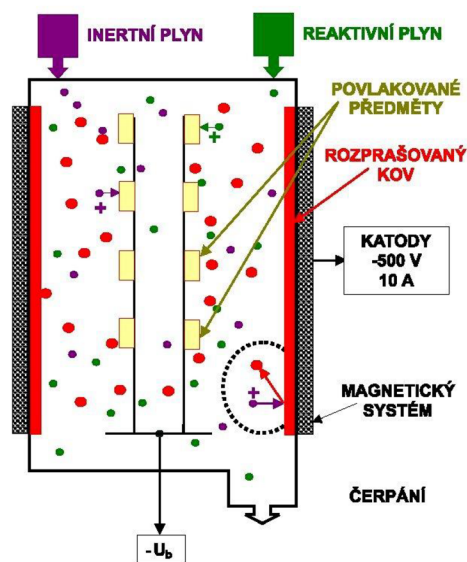 INERTNÍ PLYN
REAKTIVNÍ PLYN
POVLAKOVANÉ
PŘEDMĚTY
ROZPRAŠOVANÝ
KOV
KATODY
-500 V
10 A
MAGNETICKÝ
SYSTÉM
ČERPÁNÍ
+
+
+
-Ub